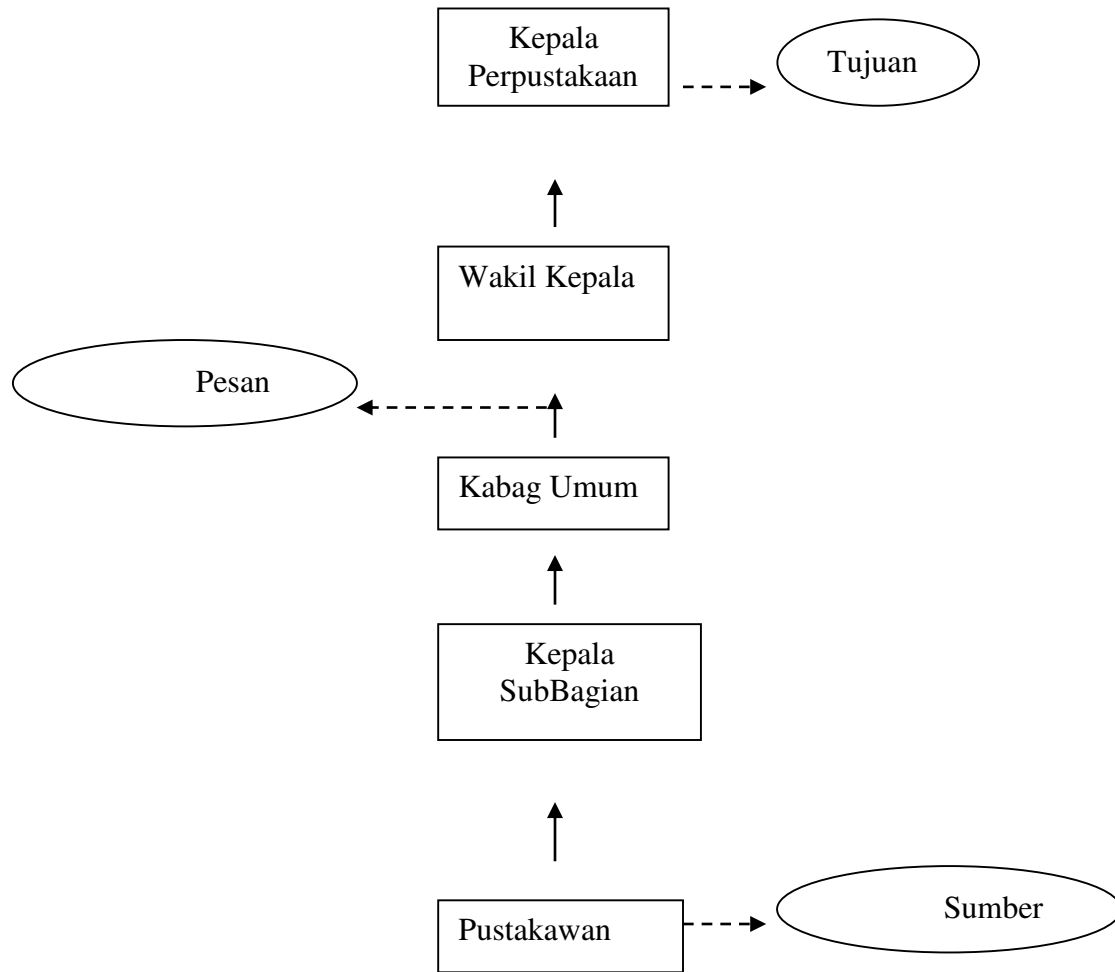 Kepala
Perpustakaan
Tujuan
Wakil Kepala
Pesan
Kabag Umum
Kepala
SubBagian
Sumber
Pustakawan